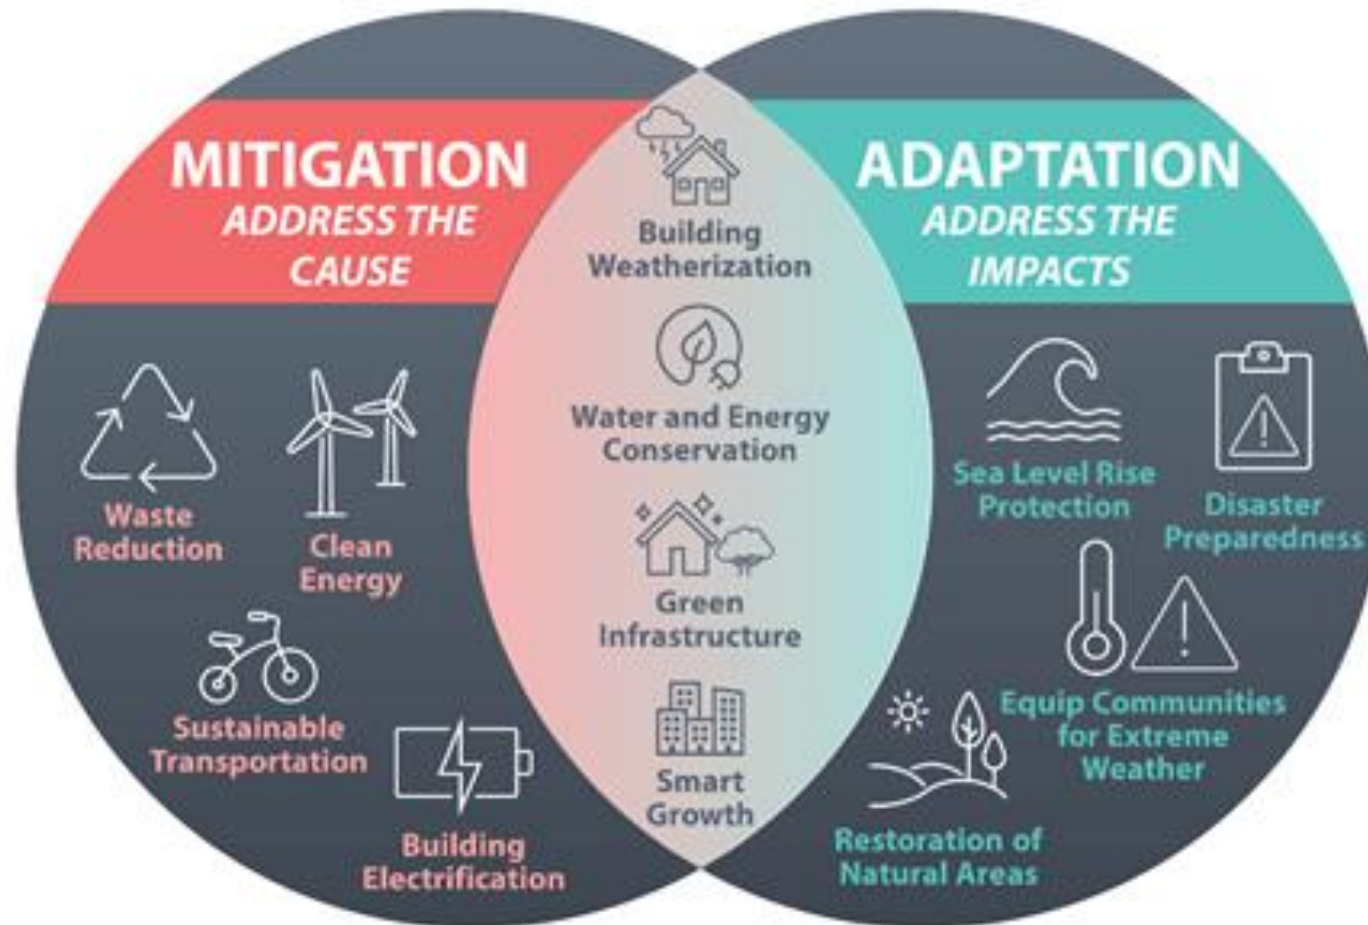 MITIGATION
ADDRESS THE
CAUSE
Waste
Reduction
Clean
Energy
Sustainable
Transportation
Building
Electrification
Building
Weatherization
Water and Energy
Conservation
Green
Infrastructure
Smart
Growth
ADAPTATION
ADDRESS THE
IMPACTS
Sea Level Rise
Protection
Disaster
Preparedness
Equip Communities
for Extreme
Weather
Restoration of
Natural Areas